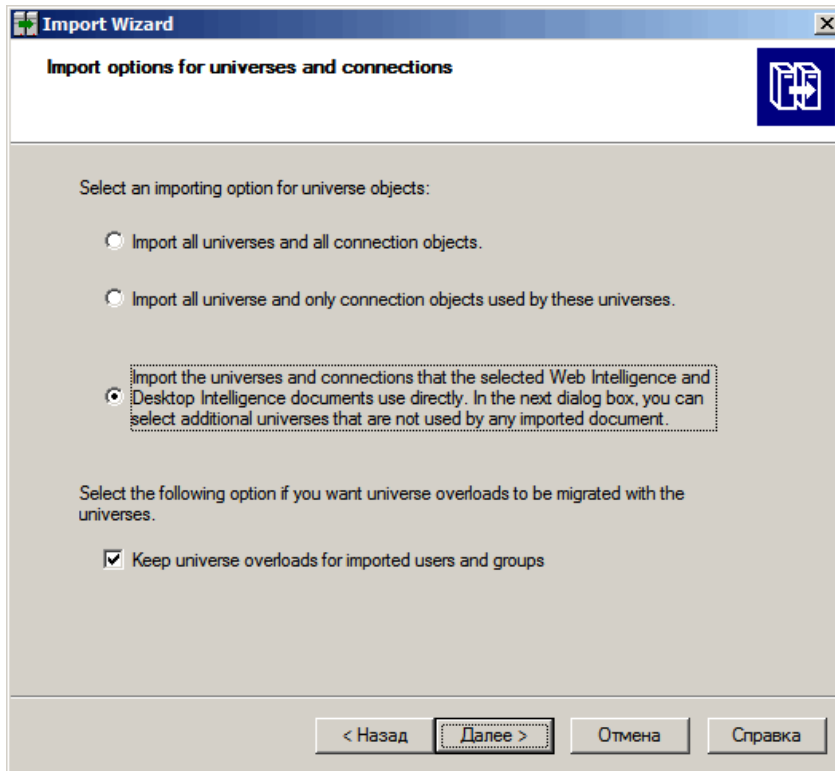 Import Wizard
Import options for universes and connections
Select an importing option for universe objects:
Import all universes and all connection objects.
Import all universe and only connection objects used by these universes.
Import the universes and connections that the selected Web Intelligence and
Desktop Intelligence documents use directly. In the next dialog box, you can
select additional universes that are not used by any imported document.
Select the following option if you want universe overloads to be migrated with the
universes.
Keep universe overloads for imported users and groups
< Назад Далее > Отмена Справка